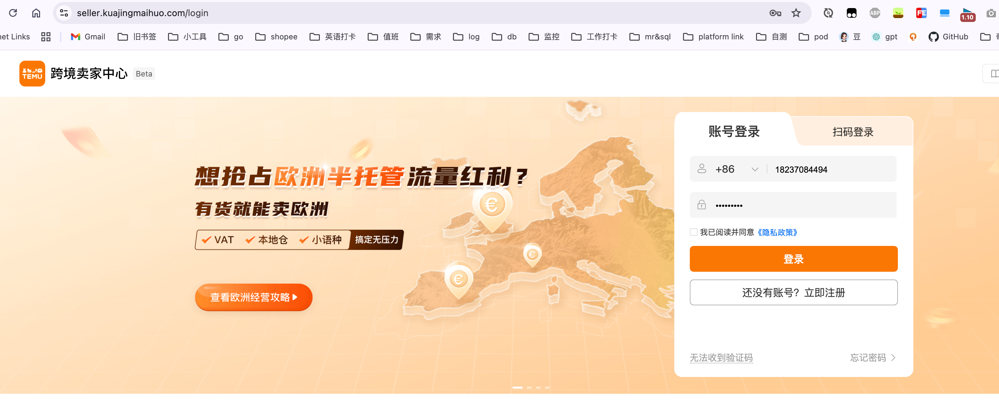 seller.kuajingmaihuo.com/login
ABP
FE
1.10
net Links
Gmail
旧书签
小工具
go
shopee
英语打卡
值班
需求
log
db
监控
工作打卡
mr&sql
platform link
自测
pod
豆
gpt
GitHub
TEMU
跨境卖家中心
Beta
想抢占欧洲半托管流量红利?
有货就能卖欧洲
VAT 本地仓 小语种 搞定无压力
查看欧洲经营攻略
€
€
€
账号登录
扫码登录
+86
18237084494
•••••••••
我已阅读并同意《隐私政策》
登录
还没有账号? 立即注册
无法收到验证码
忘记密码